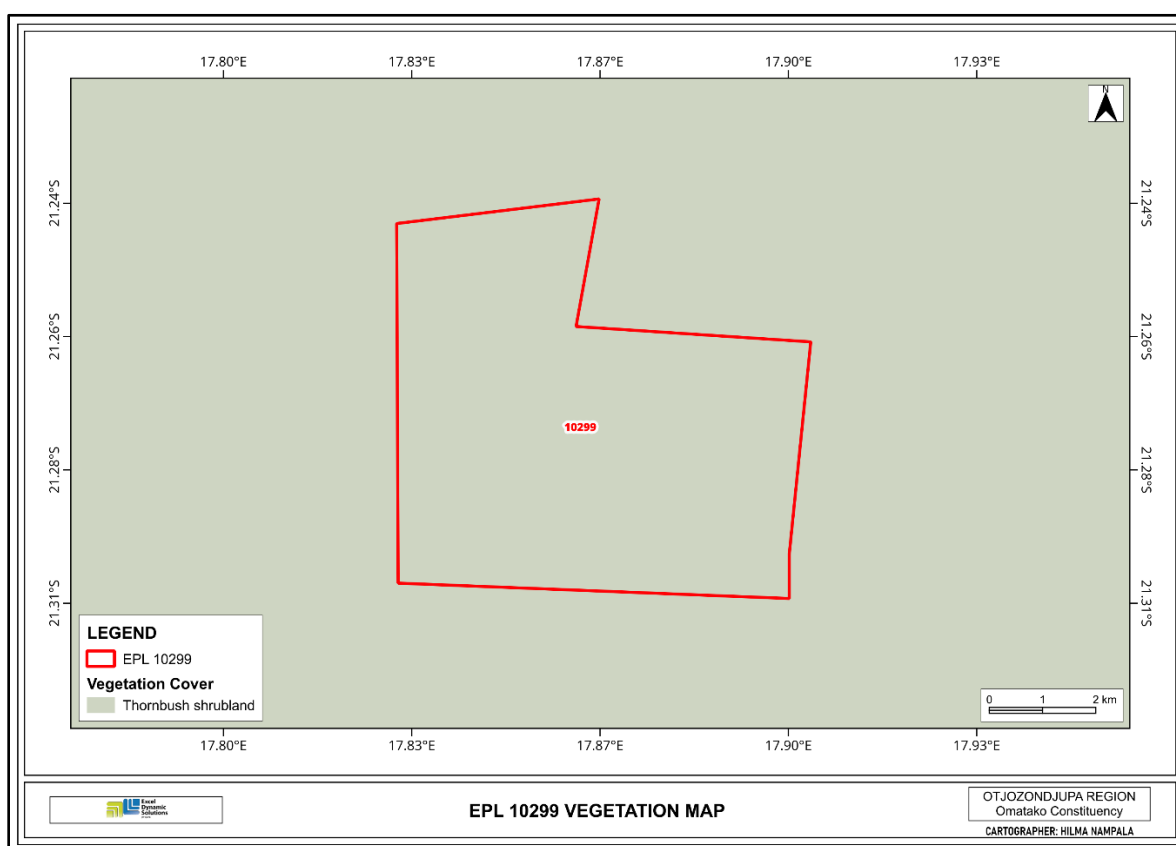 17.80°E 17.83°E 17.87°E 17.90°E 17.93°E
N
21.24°S 21.24°S
21.26°S 21.26°S
10299
21.28°S 21.28°S
21.31°S 21.31°S
LEGEND
EPL 10299
Vegetation Cover
Thornbush shrubland
0 1 2 km
17.80°E 17.83°E 17.87°E 17.90°E 17.93°E
Excel
Dynamic
Solutions
EPL 10299 VEGETATION MAP
OTJOZONDJUPA REGION
Omatako Constituency
CARTOGRAPHER: HILMA NAMPALA